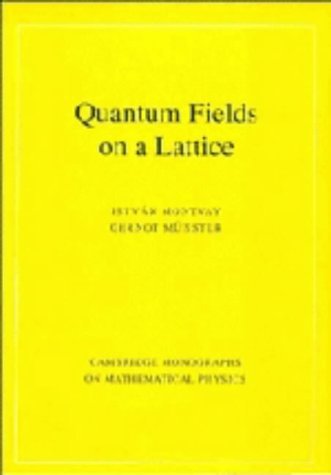 Quantum Fields
on a Lattice
ISTVÁN MONTVAY
GERNOT MÜNSTER
CAMBRIDGE MONOGRAPHS
ON MATHEMATICAL PHYSICS